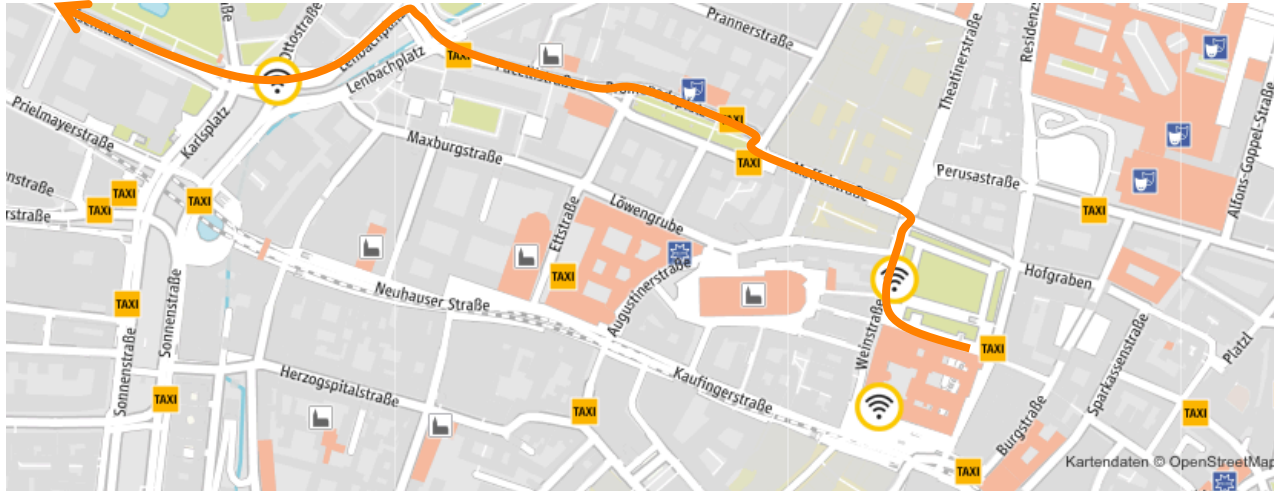 Prannerstraße
Theatinerstraße
Ottostraße
Lenbachplatz
Lenbachplatz
TAXI
TAXI
Prielmayerstraße
Karlsplatz
Maxburgstraße
TAXI
Alfons-Goppel-Straße
Perusastraße
TAXI
TAXI
TAXI
TAXI
TAXI
Löwengrube
Ettstraße
Augustinerstraße
TAXI
Hofgraben
Neuhauser Straße
TAXI
Sonnenstraße
Sonnenstraße
Weinstraße
TAXI
Platzl
Sparkassenstraße
Herzogspitalstraße
Kaufingerstraße
TAXI
TAXI
TAXI
Burgstraße
Kartendaten © OpenStreetMap
TAXI